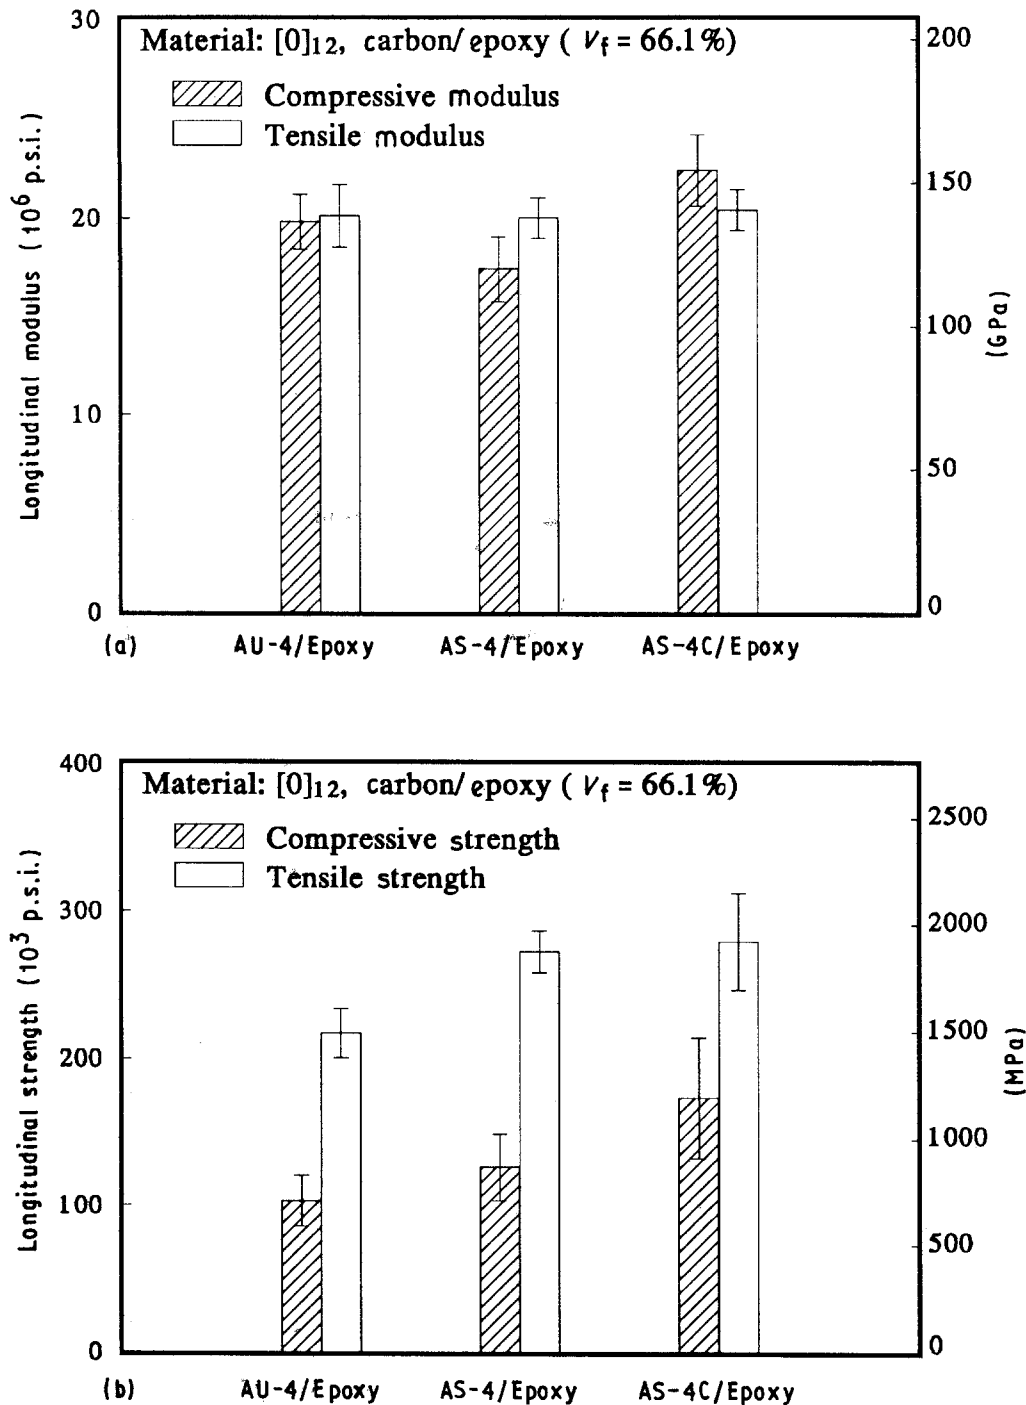 30
200
Material: [0]12, carbon/epoxy ( Vf = 66.1%)
Compressive modulus
Tensile modulus
Longitudinal modulus (10^6 p.s.i.)
150
20
100
(GPa)
10
50
0
0
(a)
AU-4/Epoxy
AS-4/Epoxy
AS-4C/Epoxy
400
Material: [0]12, carbon/epoxy ( Vf = 66.1%)
2500
Compressive strength
Tensile strength
Longitudinal strength (10^3 p.s.i.)
300
2000
200
1500
(MPa)
1000
100
500
0
0
(b)
AU-4/Epoxy
AS-4/Epoxy
AS-4C/Epoxy